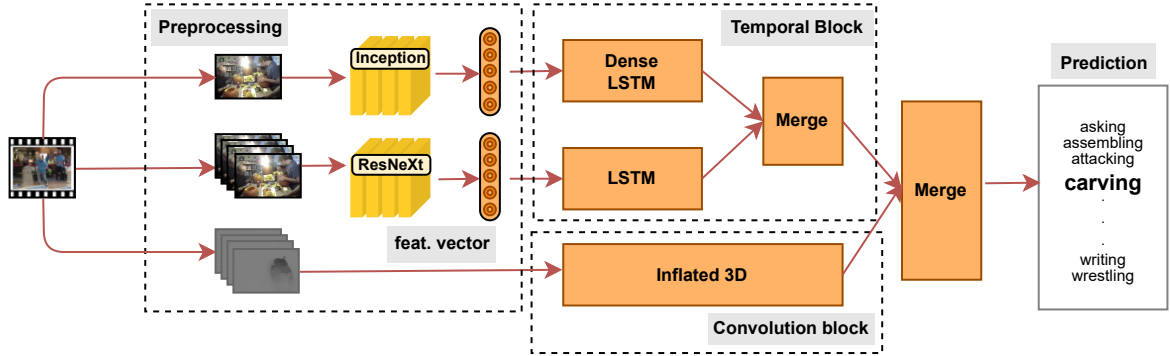 Preprocessing
Inception
ResNeXt
feat. vector
Temporal Block
Dense
LSTM
LSTM
Merge
Inflated 3D
Convolution block
Merge
Prediction
asking
assembling
attacking
carving
.
.
.
writing
wrestling